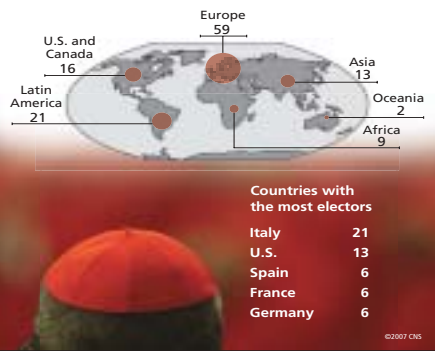 Europe
59
U.S. and
Canada
16
Asia
13
Latin
America
21
Oceania
2
Africa
9
Countries with
the most electors
Italy 21
U.S. 13
Spain 6
France 6
Germany 6
©2007 CNS